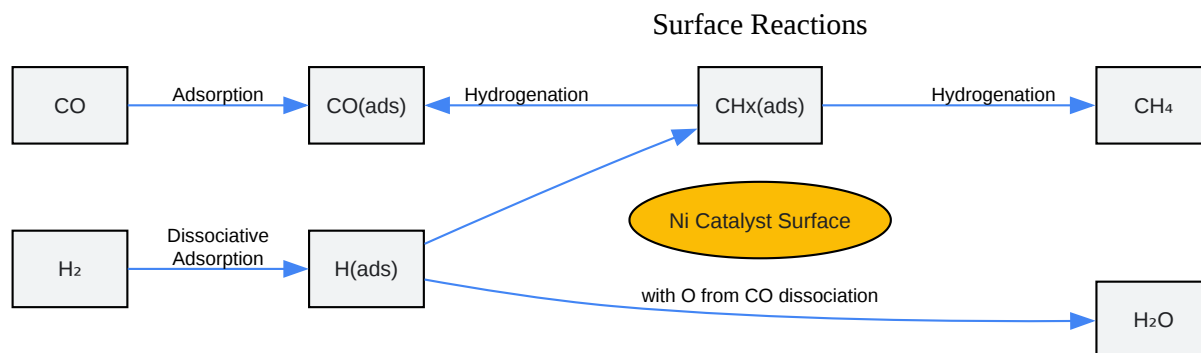 Surface Reactions
CO
Adsorption
CO(ads)
Hydrogenation
CHx(ads)
Hydrogenation
CH₄
H₂
Dissociative
Adsorption
H(ads)
Ni Catalyst Surface
with O from CO dissociation
H₂O